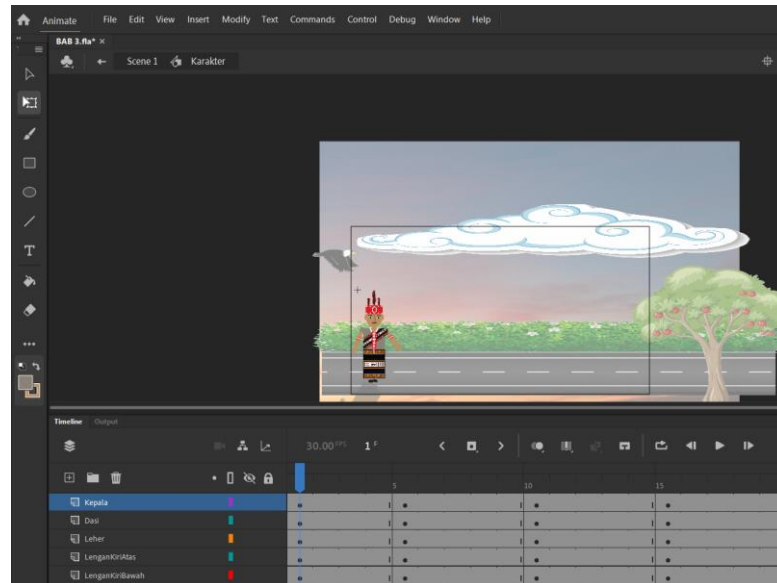 Animate File Edit View Insert Modify Text Commands Control Debug Window Help
BAB 3.fla* ×
Scene 1 Karakter
T
Timeline Output
30.00 FPS 1 F
5 10 15
Kepala
Dasi
Leher
LenganKiriAtas
LenganKiriBawah